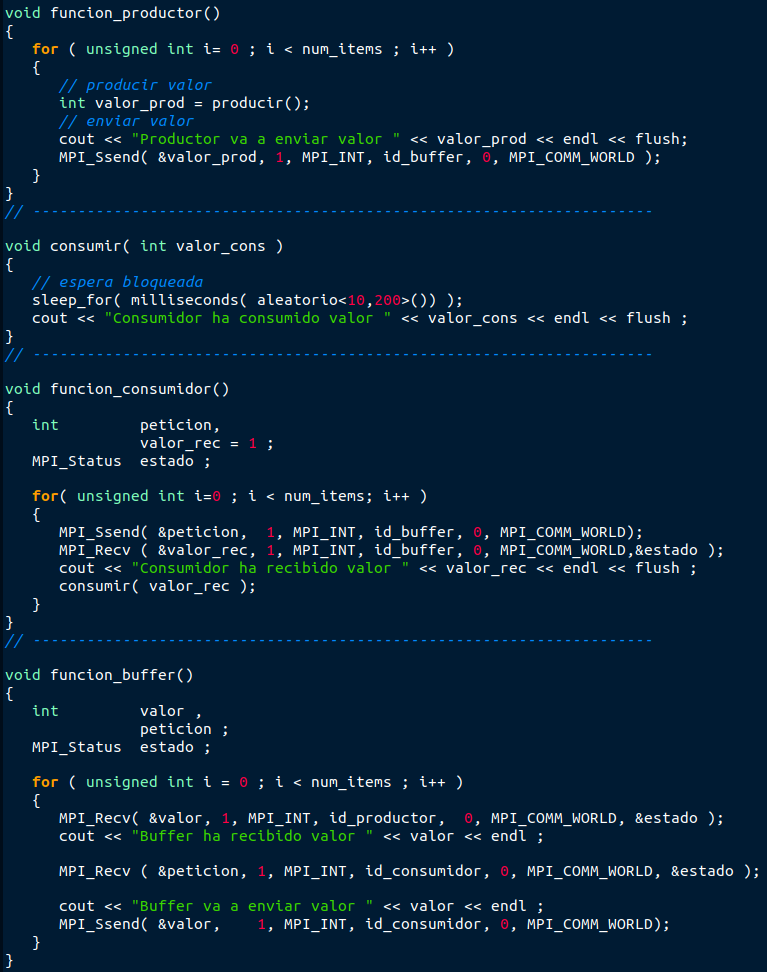 void funcion_productor()
{
   for ( unsigned int i= 0 ; i < num_items ; i++ )
   {
      // producir valor
      int valor_prod = producir();
      // enviar valor
      cout << "Productor va a enviar valor " << valor_prod << endl << flush;
      MPI_Ssend( &valor_prod, 1, MPI_INT, id_buffer, 0, MPI_COMM_WORLD );
   }
}
// ---------------------------------------------------------------------

void consumir( int valor_cons )
{
   // espera bloqueada
   sleep_for( milliseconds( aleatorio<10,200>()) );
   cout << "Consumidor ha consumido valor " << valor_cons << endl << flush ;
}
// ---------------------------------------------------------------------

void funcion_consumidor()
{
   int         peticion,
               valor_rec = 1 ;
   MPI_Status  estado ;

   for( unsigned int i=0 ; i < num_items; i++ )
   {
      MPI_Ssend( &peticion,  1, MPI_INT, id_buffer, 0, MPI_COMM_WORLD);
      MPI_Recv ( &valor_rec, 1, MPI_INT, id_buffer, 0, MPI_COMM_WORLD,&estado );
      cout << "Consumidor ha recibido valor " << valor_rec << endl << flush ;
      consumir( valor_rec );
   }
}
// ---------------------------------------------------------------------

void funcion_buffer()
{
   int         valor ,
               peticion ;
   MPI_Status  estado ;

   for ( unsigned int i = 0 ; i < num_items ; i++ )
   {
      MPI_Recv( &valor, 1, MPI_INT, id_productor,  0, MPI_COMM_WORLD, &estado );
      cout << "Buffer ha recibido valor " << valor << endl ;

      MPI_Recv ( &peticion, 1, MPI_INT, id_consumidor, 0, MPI_COMM_WORLD, &estado );

      cout << "Buffer va a enviar valor " << valor << endl ;
      MPI_Ssend( &valor,    1, MPI_INT, id_consumidor, 0, MPI_COMM_WORLD);
   }
}